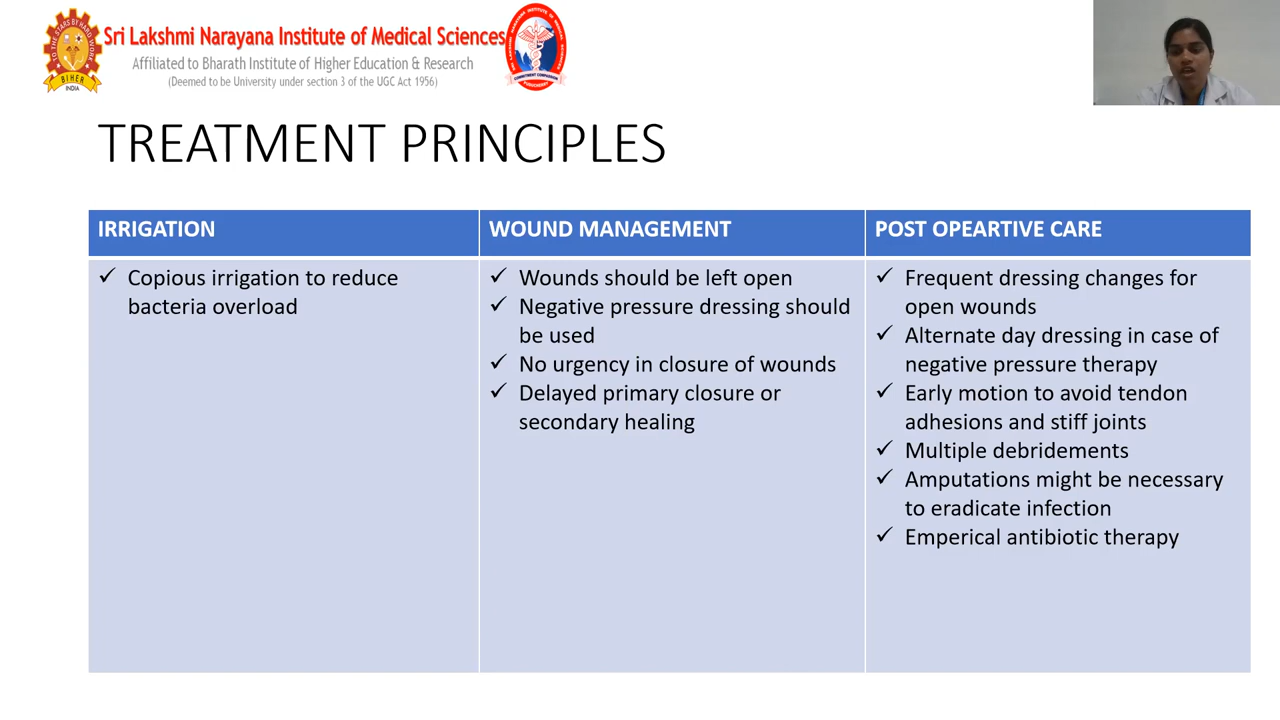 Sri Lakshmi Narayana Institute of Medical Sciences
Affiliated to Bharath Institute of Higher Education & Research
(Deemed to be University under section 3 of the UGC Act 1956)
BIHER
INDIA
TREATMENT PRINCIPLES
IRRIGATION
✓ Copious irrigation to reduce
bacteria overload
WOUND MANAGEMENT
✓ Wounds should be left open
✓ Negative pressure dressing should
be used
✓ No urgency in closure of wounds
✓ Delayed primary closure or
secondary healing
POST OPEARTIVE CARE
✓ Frequent dressing changes for
open wounds
✓ Alternate day dressing in case of
negative pressure therapy
✓ Early motion to avoid tendon
adhesions and stiff joints
✓ Multiple debridements
✓ Amputations might be necessary
to eradicate infection
✓ Emperical antibiotic therapy